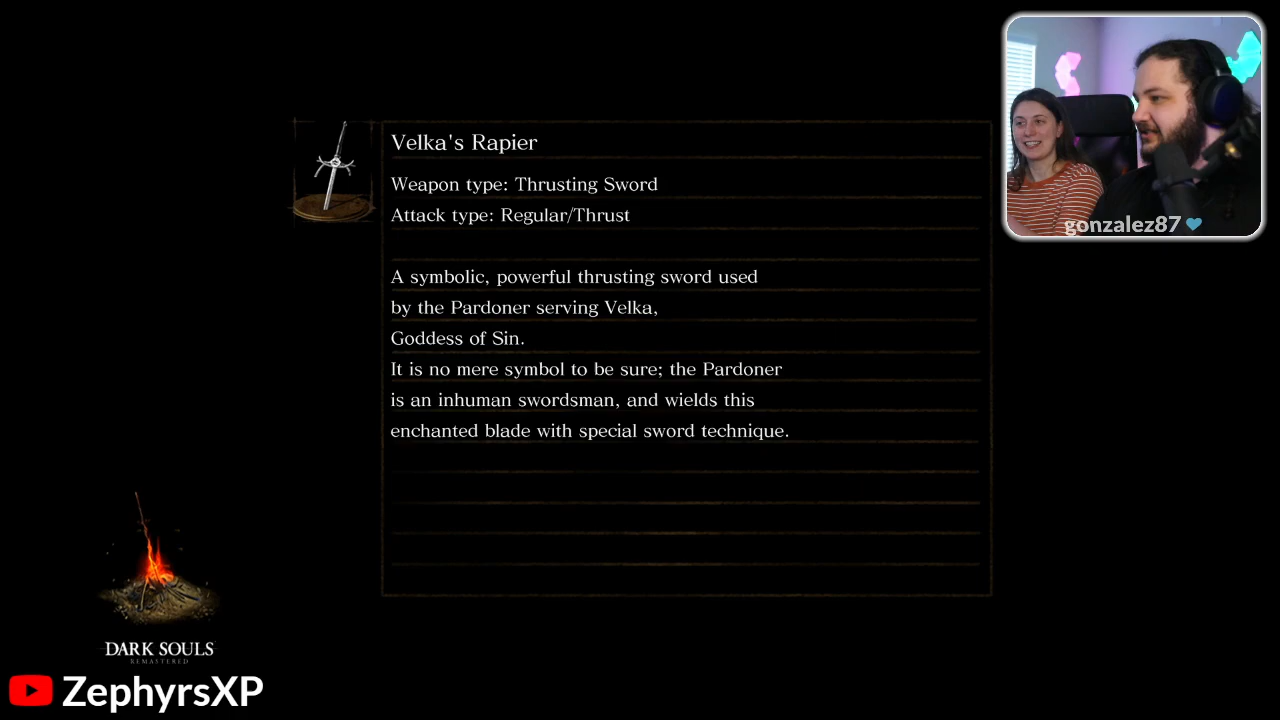 Velka's Rapier
Weapon type: Thrusting Sword
Attack type: Regular/Thrust
A symbolic, powerful thrusting sword used
by the Pardoner serving Velka,
Goddess of Sin.
It is no mere symbol to be sure; the Pardoner
is an inhuman swordsman, and wields this
enchanted blade with special sword technique.
gonzalez87
DARK SOULS
REMASTERED
ZephyrsXP